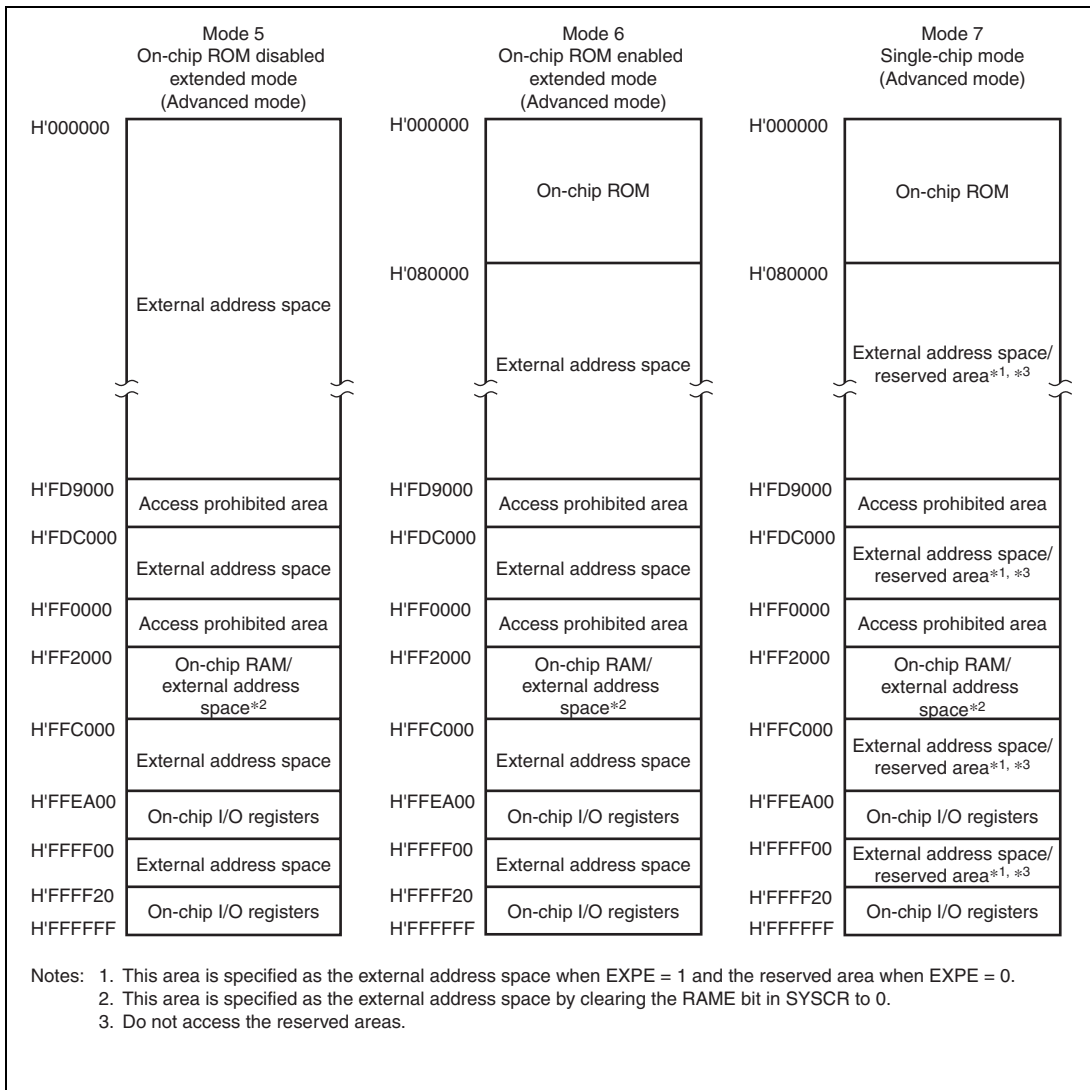 Mode 5
On-chip ROM disabled
extended mode
(Advanced mode)
H'000000
External address space
H'FD9000
Access prohibited area
H'FDC000
External address space
H'FF0000
Access prohibited area
H'FF2000
On-chip RAM/
external address
space*2
H'FFC000
External address space
H'FFEA00
On-chip I/O registers
H'FFFF00
External address space
H'FFFF20
On-chip I/O registers
H'FFFFFF
Mode 6
On-chip ROM enabled
extended mode
(Advanced mode)
H'000000
On-chip ROM
H'080000
External address space
H'FD9000
Access prohibited area
H'FDC000
External address space
H'FF0000
Access prohibited area
H'FF2000
On-chip RAM/
external address
space*2
H'FFC000
External address space
H'FFEA00
On-chip I/O registers
H'FFFF00
External address space
H'FFFF20
On-chip I/O registers
H'FFFFFF
Mode 7
Single-chip mode
(Advanced mode)
H'000000
On-chip ROM
H'080000
External address space/
reserved area*1, *3
H'FD9000
Access prohibited area
H'FDC000
External address space/
reserved area*1, *3
H'FF0000
Access prohibited area
H'FF2000
On-chip RAM/
external address
space*2
H'FFC000
External address space/
reserved area*1, *3
H'FFEA00
On-chip I/O registers
H'FFFF00
External address space/
reserved area*1, *3
H'FFFF20
On-chip I/O registers
H'FFFFFF
Notes: 1. This area is specified as the external address space when EXPE = 1 and the reserved area when EXPE = 0.
2. This area is specified as the external address space by clearing the RAME bit in SYSCR to 0.
3. Do not access the reserved areas.